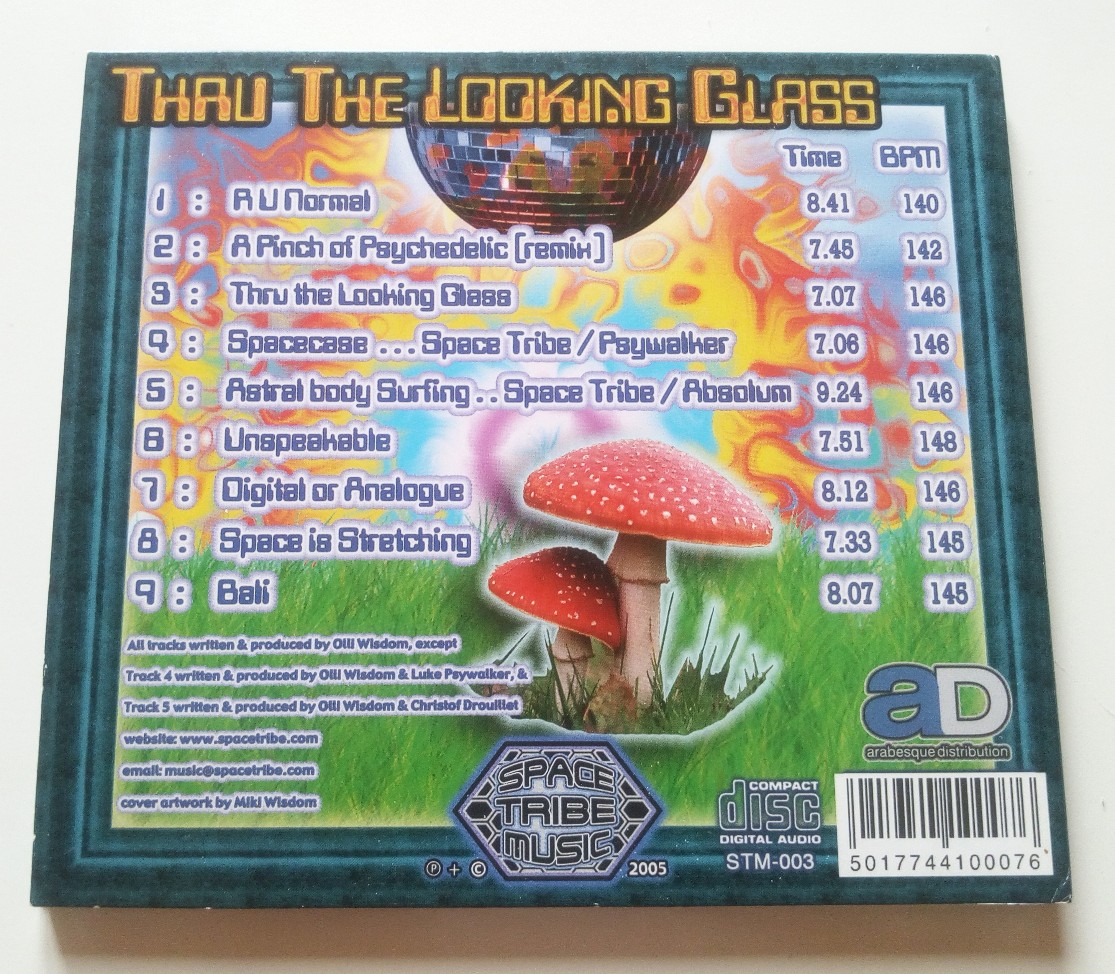 Thru The Looking Glass
Time BPM
1 : A U Normal 8.41 140
2 : A Pinch of Psychedelic [remix] 7.45 142
3 : Thru the Looking Glass 7.07 146
4 : Spacecase ...Space Tribe / Psywalker 7.06 146
5 : Astral body Surfing..Space Tribe / Absolum 9.24 146
6 : Unspeakable 7.51 148
7 : Digital or Analogue 8.12 146
8 : Space is Stretching 7.33 145
9 : Bali 8.07 145
All tracks written & produced by Olli Wisdom, except
Track 4 written & produced by Olli Wisdom & Luke Psywalker, &
Track 5 written & produced by Olli Wisdom & Christof Drouillet
website: www.spacetribe.com
email: music@spacetribe.com
cover artwork by Miki Wisdom
aD
arabesque distribution
SPACE
TRIBE
MUSIC
℗ + © 2005
COMPACT
disc
DIGITAL AUDIO
STM-003
5017744100076